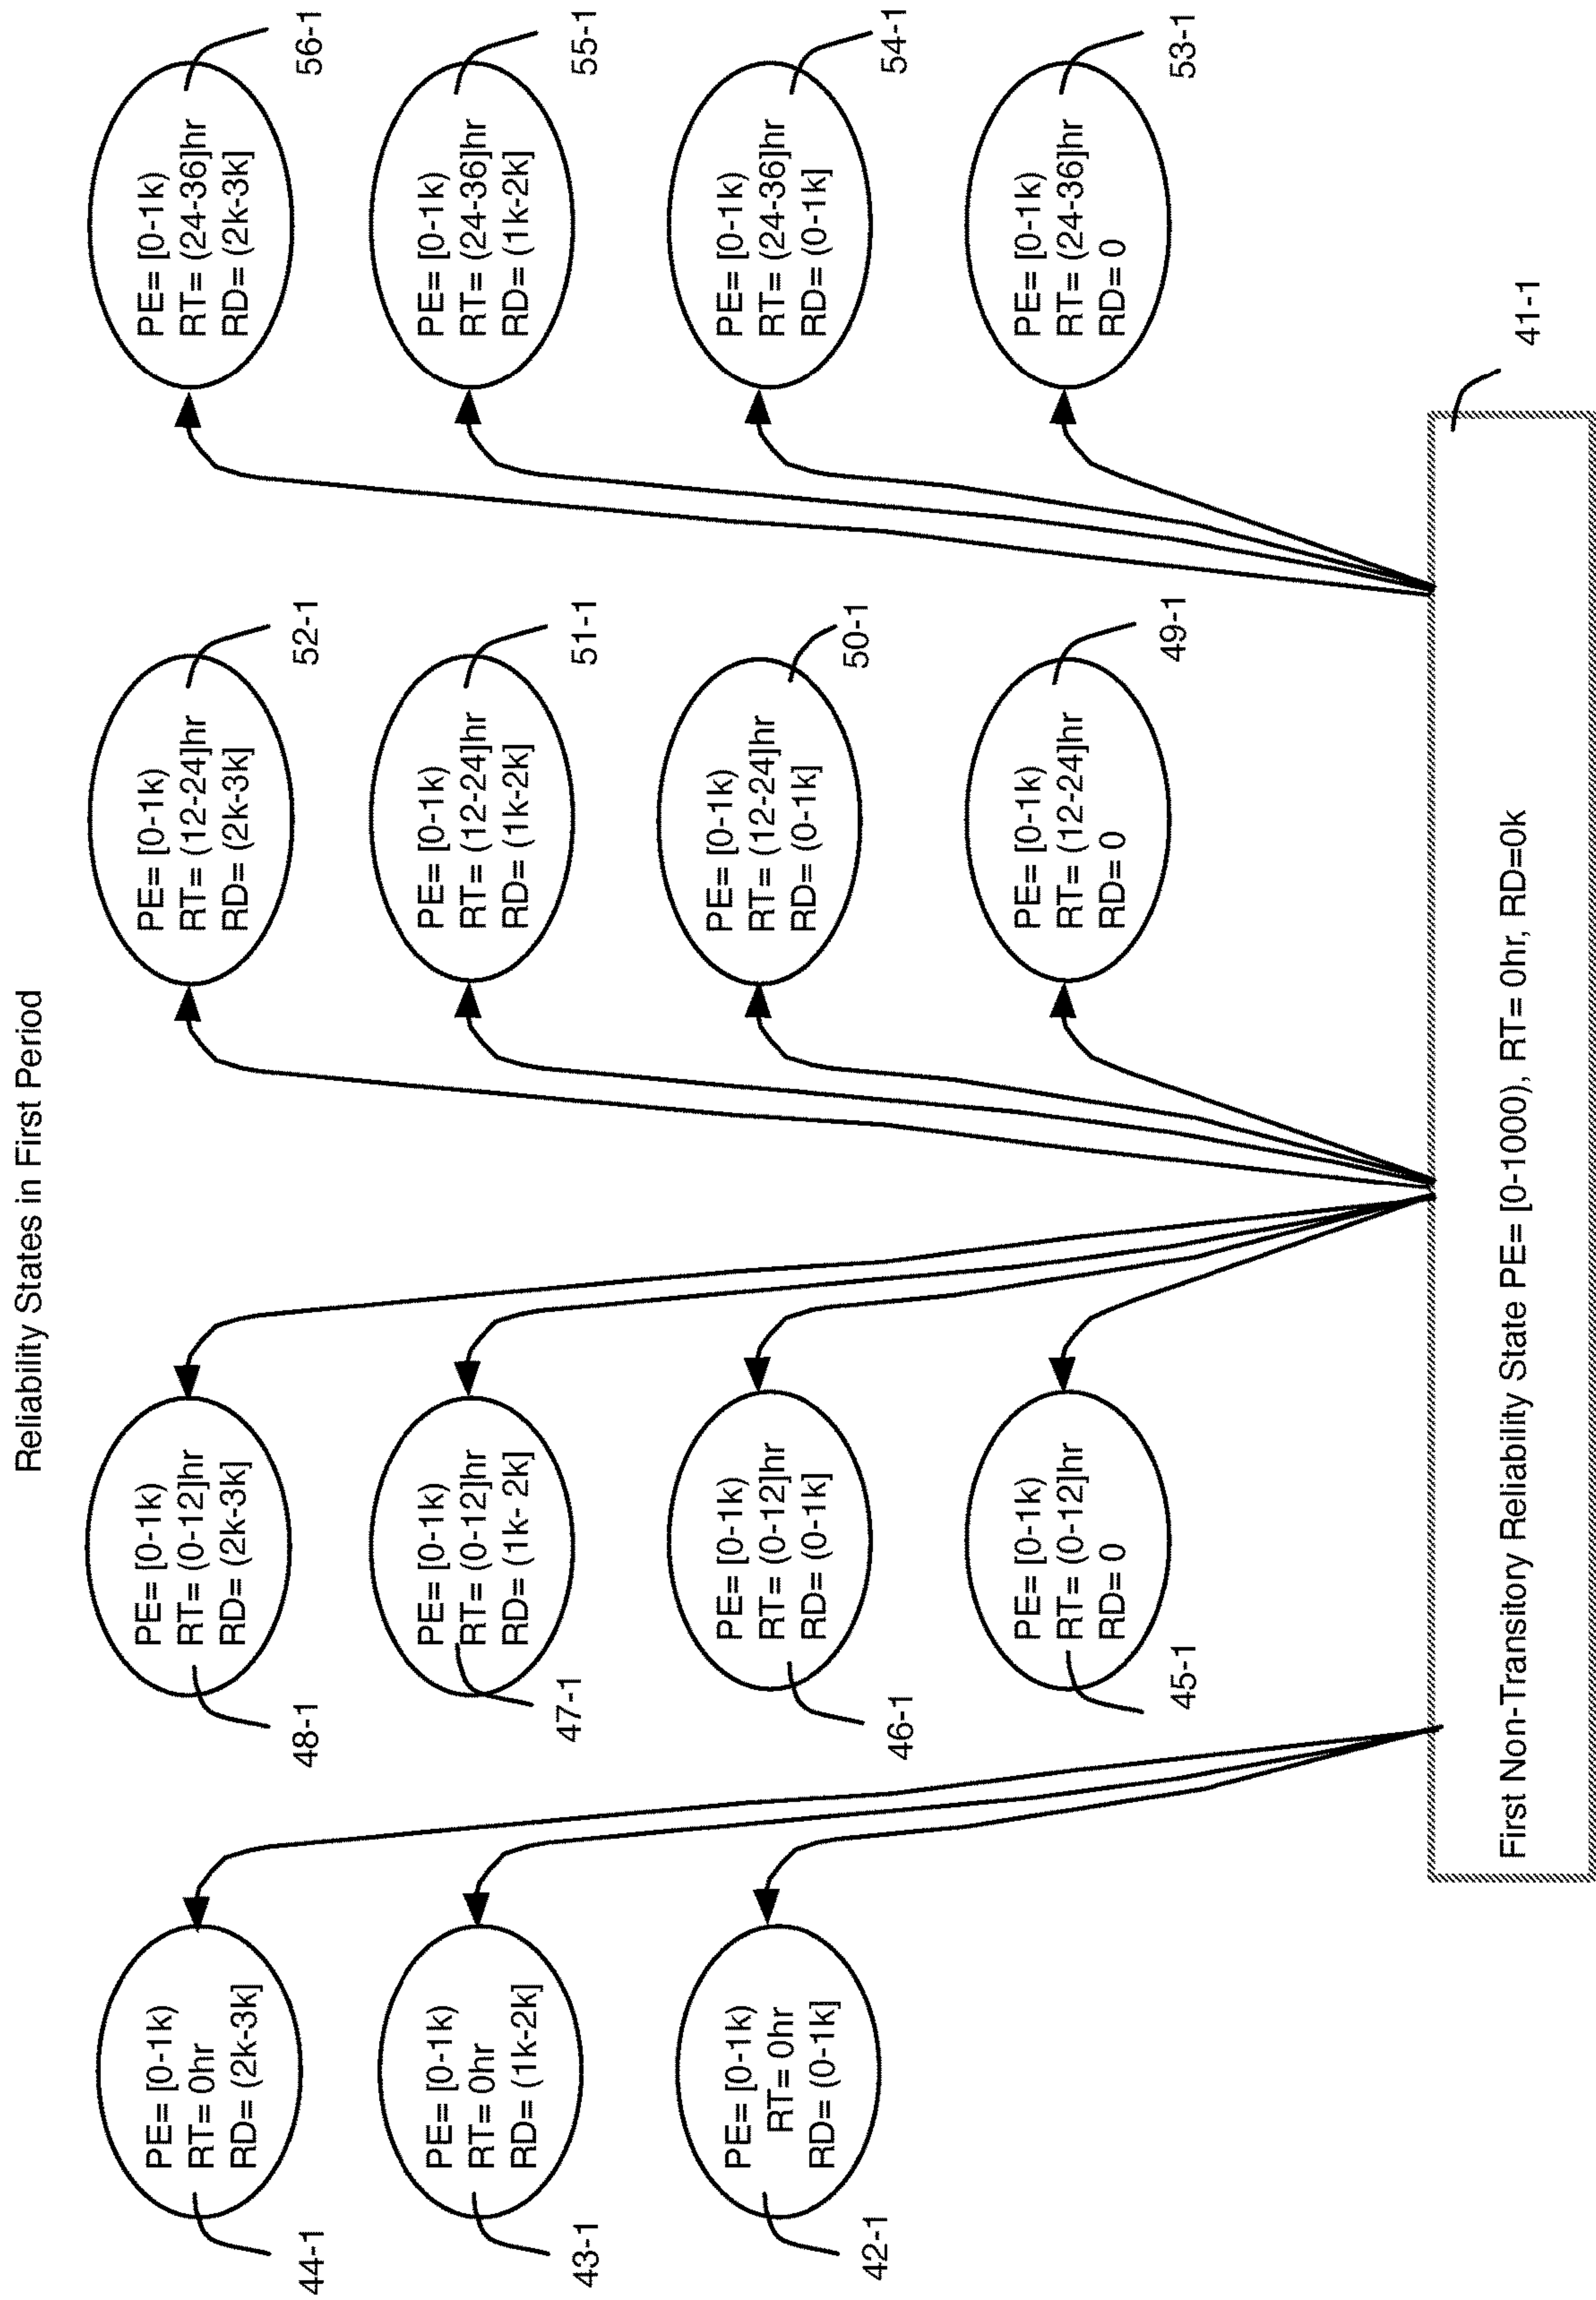 Reliability States in First Period
PE= [0-1k)
RT= 0hr
RD= (2k-3k]
44-1
PE= [0-1k)
RT= (0-12]hr
RD= (2k-3k]
48-1
PE= [0-1k)
RT= (12-24]hr
RD= (2k-3k]
52-1
PE= [0-1k)
RT= (24-36]hr
RD= (2k-3k]
56-1
PE= [0-1k)
RT= 0hr
RD= (1k-2k]
43-1
PE= [0-1k)
RT= (0-12]hr
RD= (1k- 2k]
47-1
PE= [0-1k)
RT= (12-24]hr
RD= (1k-2k]
51-1
PE= [0-1k)
RT= (24-36]hr
RD= (1k-2k]
55-1
PE= [0-1k)
RT= 0hr
RD= (0-1k]
42-1
PE= [0-1k)
RT= (0-12]hr
RD= (0-1k]
46-1
PE= [0-1k)
RT= (12-24]hr
RD= (0-1k]
50-1
PE= [0-1k)
RT= (24-36]hr
RD= (0-1k]
54-1
PE= [0-1k)
RT= (0-12]hr
RD= 0
45-1
PE= [0-1k)
RT= (12-24]hr
RD= 0
49-1
PE= [0-1k)
RT= (24-36]hr
RD= 0
53-1
41-1
First Non-Transitory Reliability State PE= [0-1000), RT= 0hr, RD=0k